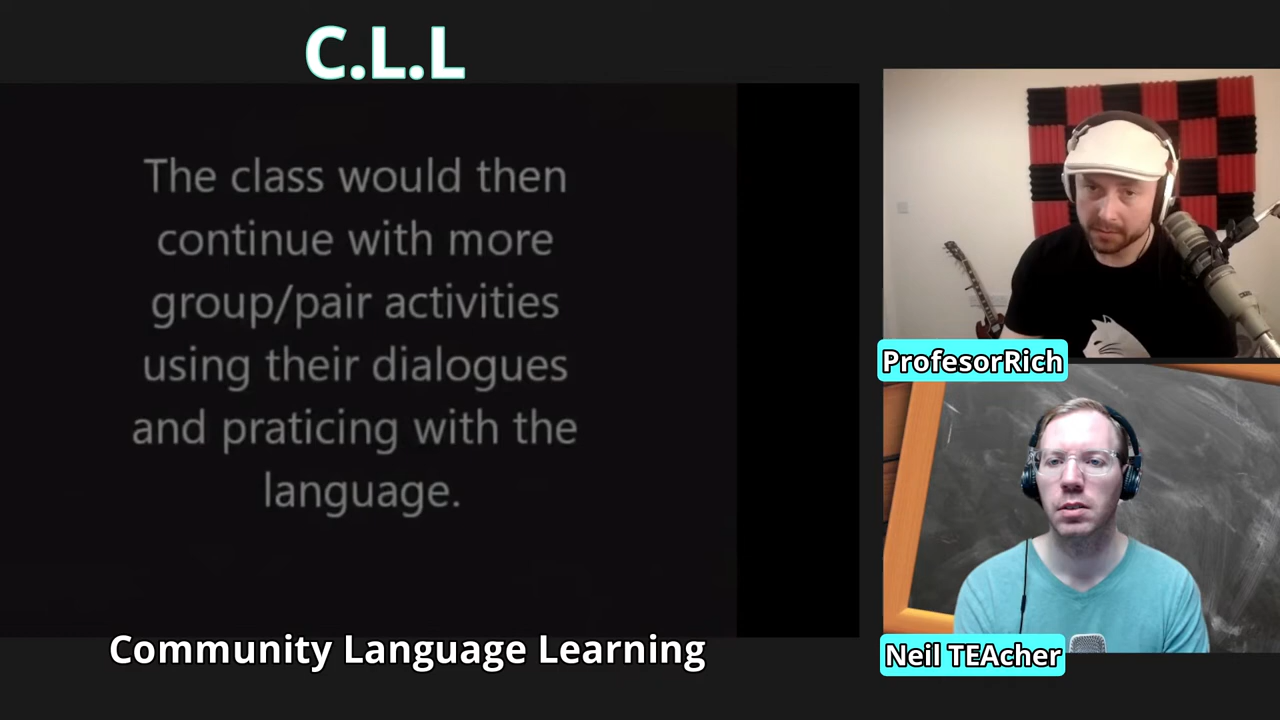 C.L.L
The class would then
continue with more
group/pair activities
using their dialogues
and praticing with the
language.
Community Language Learning
ProfesorRich
Neil TEAcher